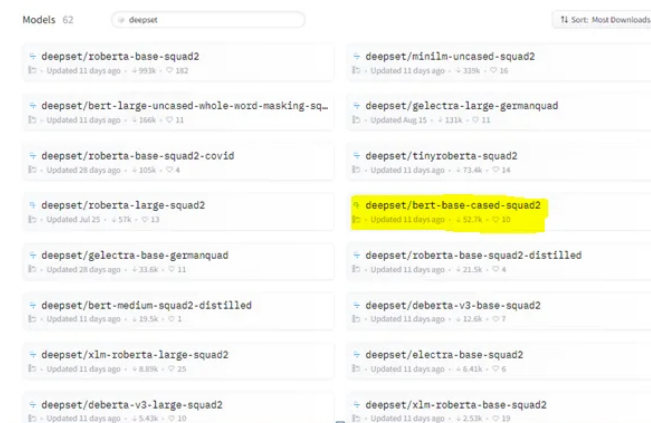 Models 62 deepset Sort: Most Downloads
deepset/roberta-base-squad2
Updated 11 days ago • ↓ 993k • ♡ 182
deepset/minilm-uncased-squad2
Updated 11 days ago • ↓ 339k • ♡ 16
deepset/bert-large-uncased-whole-word-masking-sq…
Updated 11 days ago • ↓ 166k • ♡ 11
deepset/gelectra-large-germanquad
Updated Aug 15 • ↓ 131k • ♡ 11
deepset/roberta-base-squad2-covid
Updated 28 days ago • ↓ 105k • ♡ 4
deepset/tinyroberta-squad2
Updated 11 days ago • ↓ 73.4k • ♡ 14
deepset/roberta-large-squad2
Updated Jul 25 • ↓ 57k • ♡ 13
deepset/bert-base-cased-squad2
Updated 11 days ago • ↓ 52.7k • ♡ 10
deepset/gelectra-base-germanquad
Updated 28 days ago • ↓ 33.6k • ♡ 11
deepset/roberta-base-squad2-distilled
Updated 11 days ago • ↓ 21.5k • ♡ 4
deepset/bert-medium-squad2-distilled
Updated 11 days ago • ↓ 19.5k • ♡ 1
deepset/deberta-v3-base-squad2
Updated 11 days ago • ↓ 12.6k • ♡ 7
deepset/xlm-roberta-large-squad2
Updated 11 days ago • ↓ 8.89k • ♡ 25
deepset/electra-base-squad2
Updated 11 days ago • ↓ 6.41k • ♡ 6
deepset/deberta-v3-large-squad2
Updated 11 days ago • ↓ 5.43k • ♡ 10
deepset/xlm-roberta-base-squad2
Updated 11 days ago • ↓ 2.53k • ♡ 19